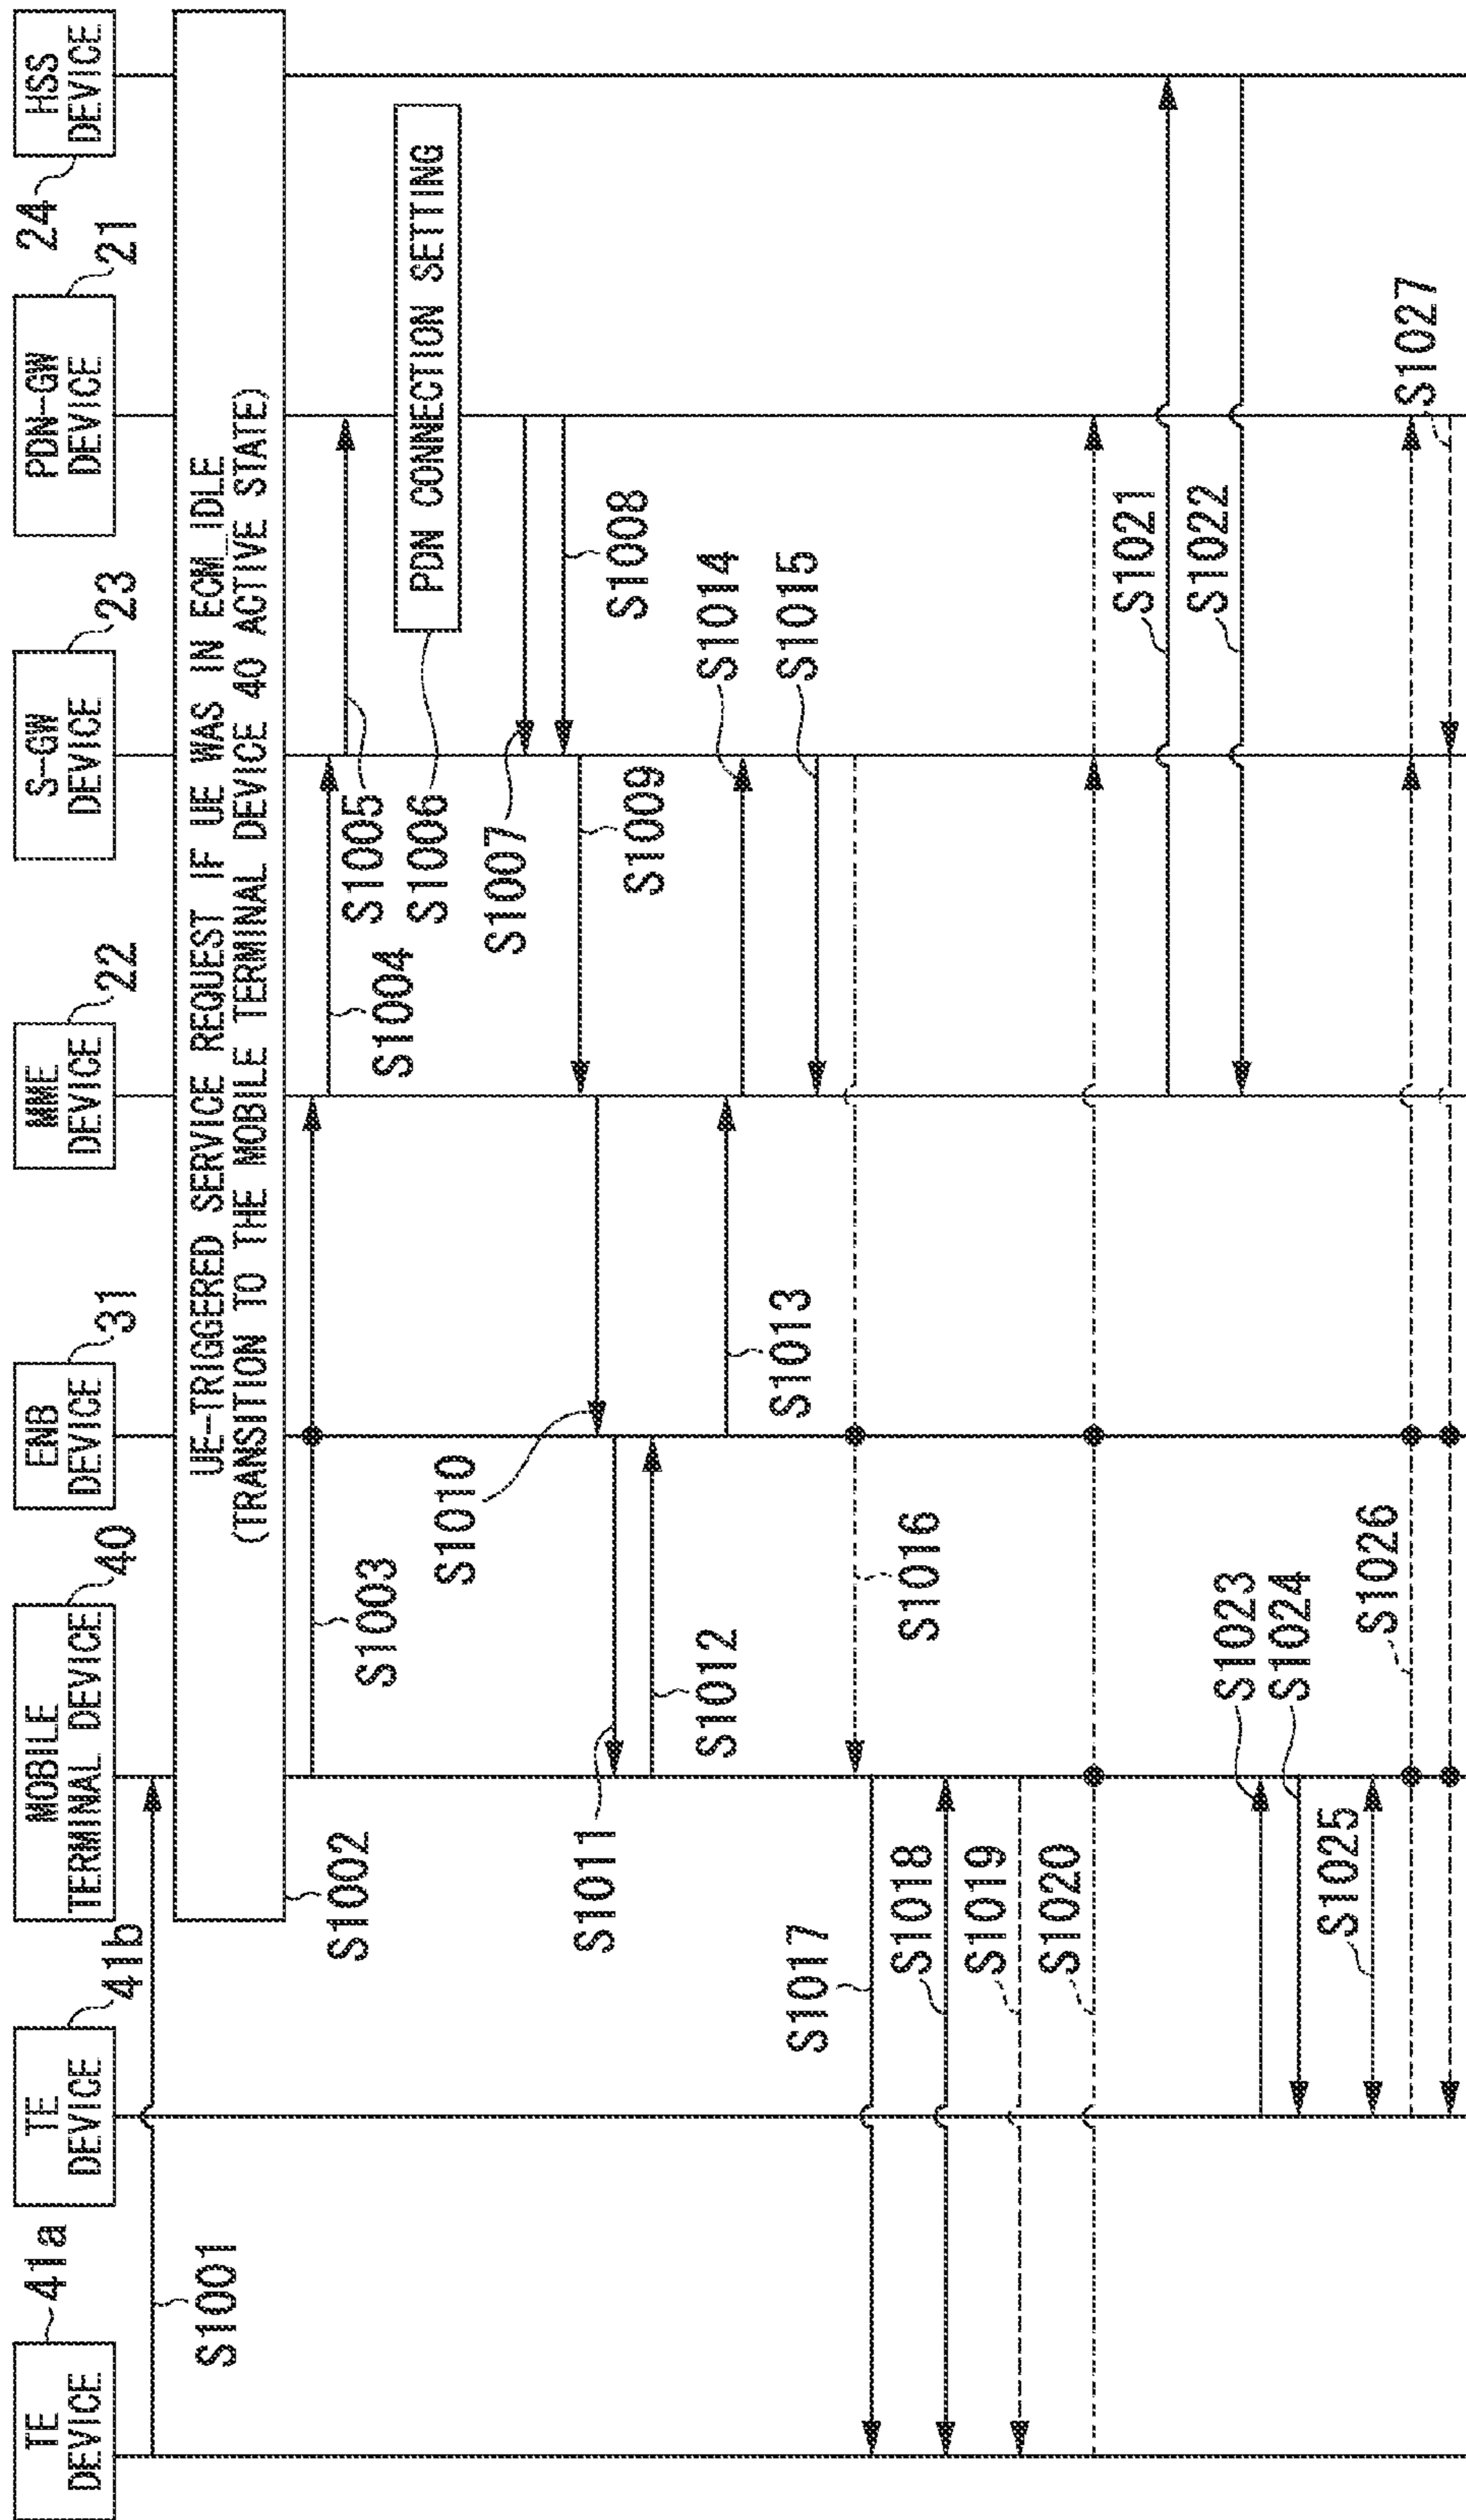 TE
DEVICE
41a
TE
DEVICE
41b
MOBILE
TERMINAL DEVICE
40
ENB
DEVICE
31
MME
DEVICE
22
S-GW
DEVICE
23
PDN-GW
DEVICE
21
HSS
DEVICE
24
S1001
UE-TRIGGERED SERVICE REQUEST IF UE WAS IN ECM_IDLE
(TRANSITION TO THE MOBILE TERMINAL DEVICE 40 ACTIVE STATE)
S1002
S1003
S1004
S1005
PDN CONNECTION SETTING
S1006
S1007
S1008
S1009
S1010
S1011
S1012
S1013
S1014
S1015
S1016
S1017
S1018
S1019
S1020
S1021
S1022
S1023
S1024
S1025
S1026
S1027